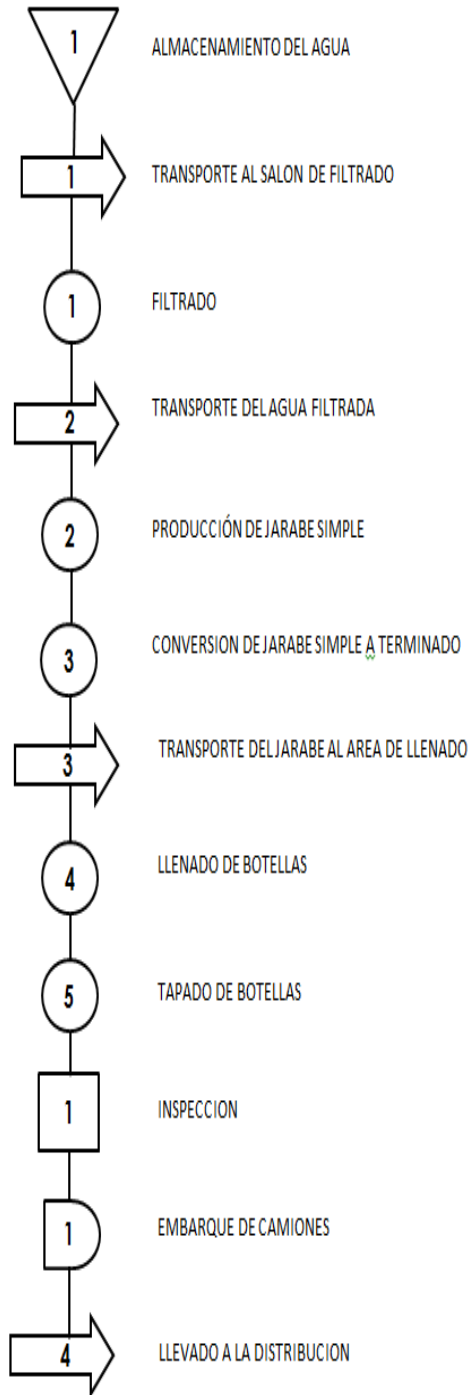 1 ALMACENAMIENTO DEL AGUA
1 TRANSPORTE AL SALON DE FILTRADO
1 FILTRADO
2 TRANSPORTE DEL AGUA FILTRADA
2 PRODUCCIÓN DE JARABE SIMPLE
3 CONVERSION DE JARABE SIMPLE A TERMINADO
3 TRANSPORTE DEL JARABE AL AREA DE LLENADO
4 LLENADO DE BOTELLAS
5 TAPADO DE BOTELLAS
1 INSPECCION
1 EMBARQUE DE CAMIONES
4 LLEVADO A LA DISTRIBUCION